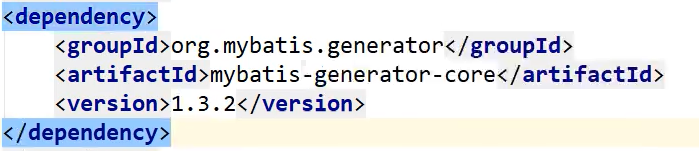 <dependency>
<groupId>org.mybatis.generator</groupId>
<artifactId>mybatis-generator-core</artifactId>
<version>1.3.2</version>
</dependency>